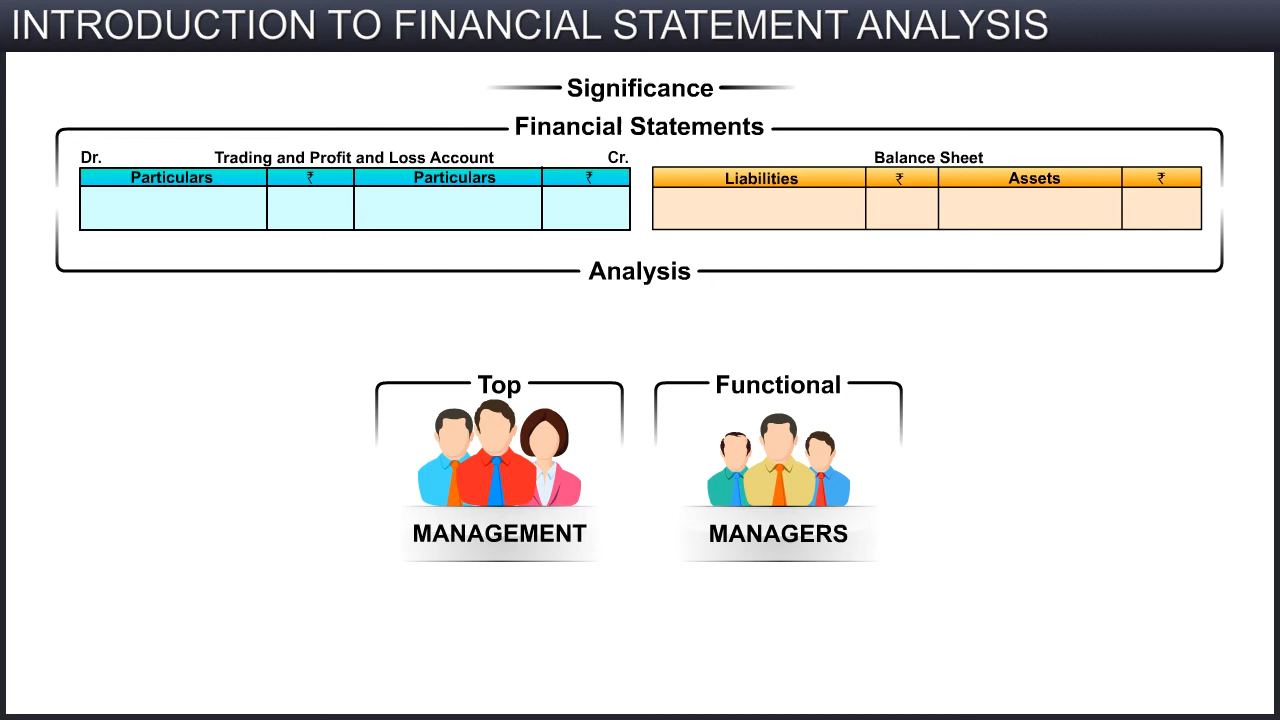 INTRODUCTION TO FINANCIAL STATEMENT ANALYSIS
Significance
Financial Statements
Dr. Trading and Profit and Loss Account Cr.
Particulars ₹ Particulars ₹
Balance Sheet
Liabilities ₹ Assets ₹
Analysis
Top
MANAGEMENT
Functional
MANAGERS